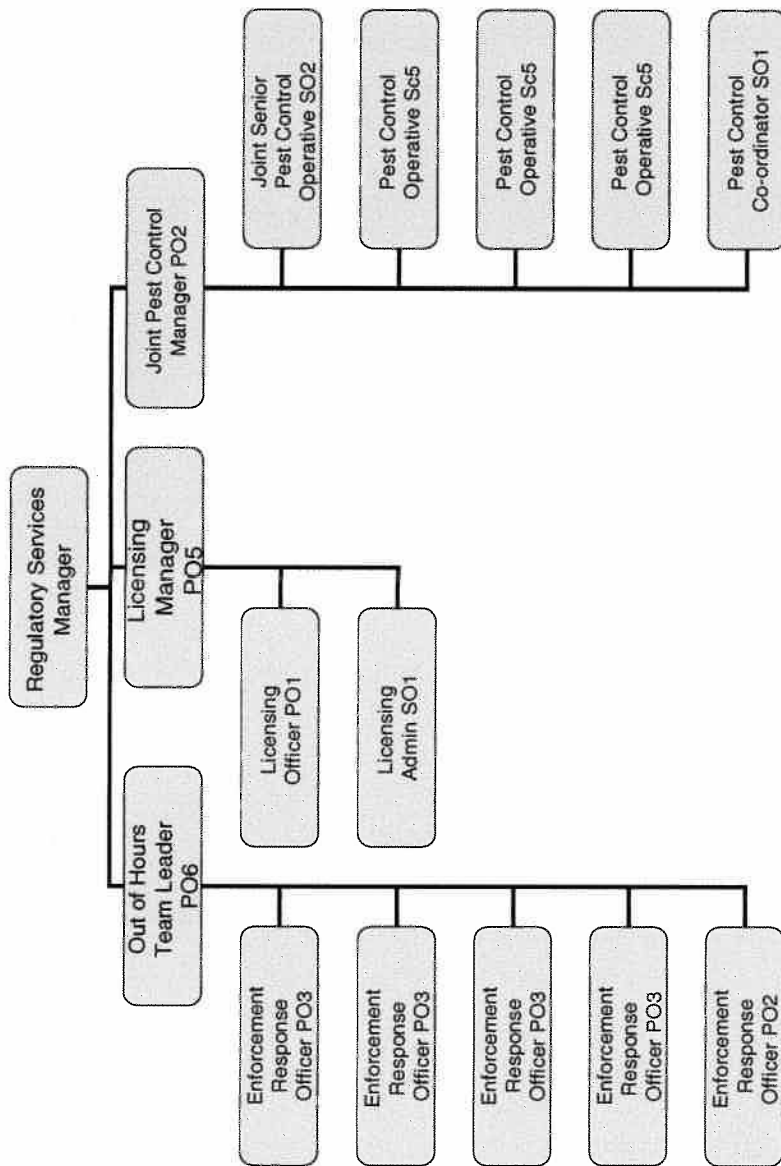 Regulatory Services
Manager
Out of Hours
Team Leader
PO6
Licensing
Manager
PO5
Joint Pest Control
Manager PO2
Enforcement
Response
Officer PO3
Enforcement
Response
Officer PO3
Enforcement
Response
Officer PO3
Enforcement
Response
Officer PO3
Enforcement
Response
Officer PO2
Licensing
Officer PO1
Licensing
Admin SO1
Joint Senior
Pest Control
Operative SO2
Pest Control
Operative Sc5
Pest Control
Operative Sc5
Pest Control
Operative Sc5
Pest Control
Co-ordinator SO1